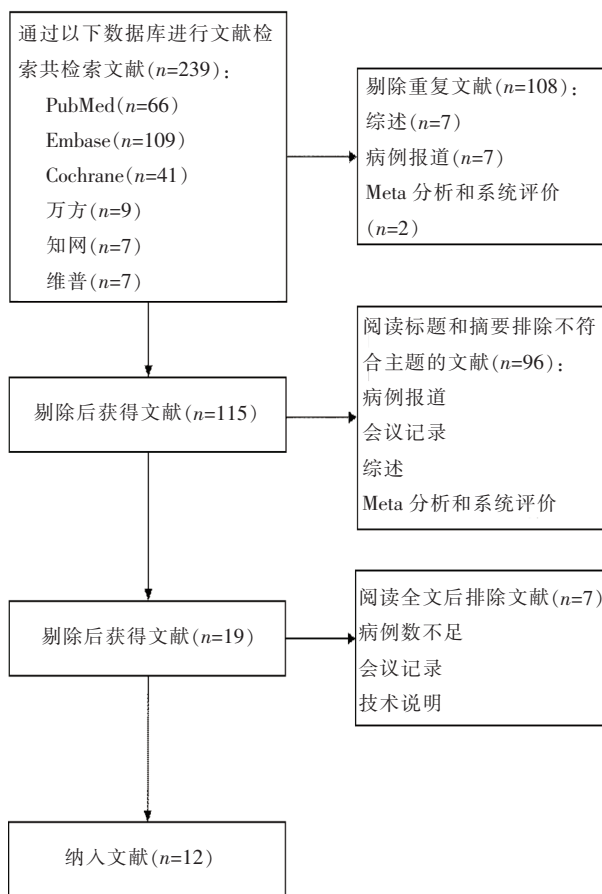 通过以下数据库进行文献检
索共检索文献(n=239)：
PubMed(n=66)
Embase(n=109)
Cochrane(n=41)
万方(n=9)
知网(n=7)
维普(n=7)
剔除重复文献(n=108)：
综述(n=7)
病例报道(n=7)
Meta 分析和系统评价
(n=2)
剔除后获得文献(n=115)
阅读标题和摘要排除不符
合主题的文献(n=96)：
病例报道
会议记录
综述
Meta 分析和系统评价
剔除后获得文献(n=19)
阅读全文后排除文献(n=7)
病例数不足
会议记录
技术说明
纳入文献(n=12)